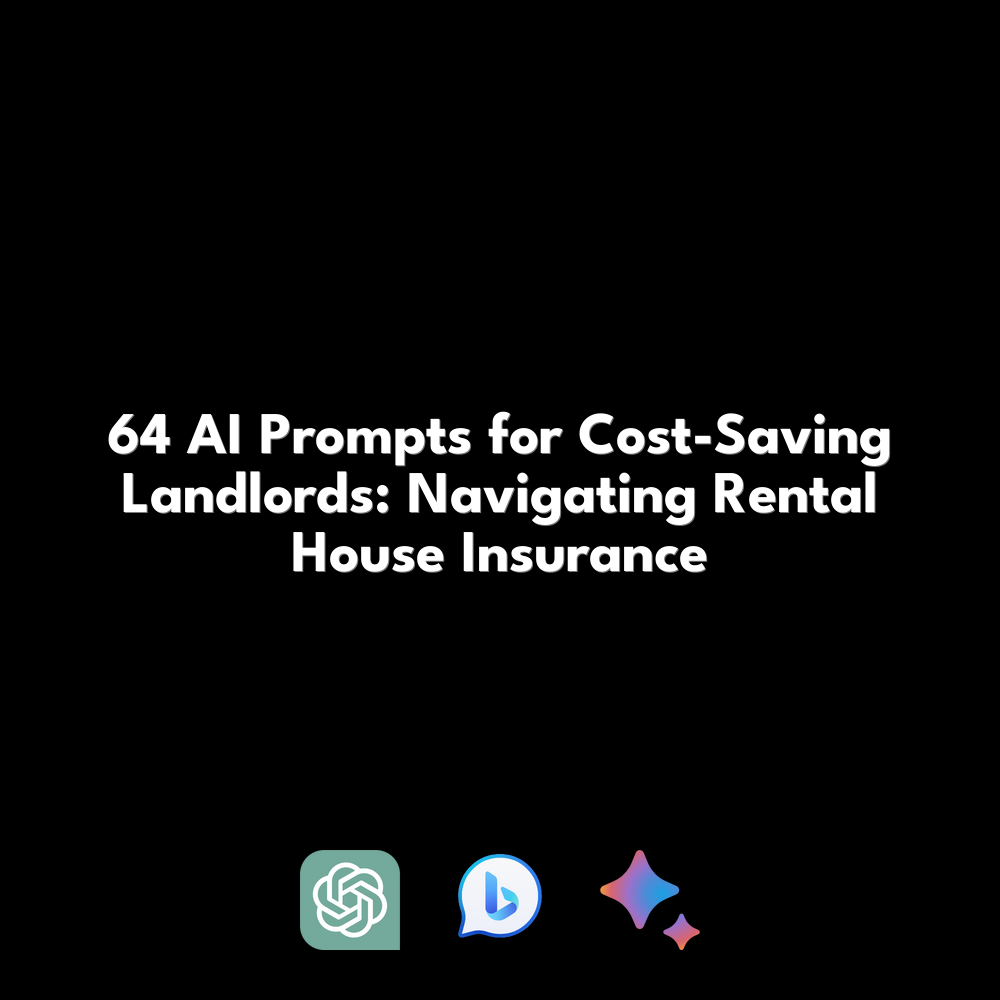 64 AI Prompts for Cost-Saving
Landlords: Navigating Rental
House Insurance